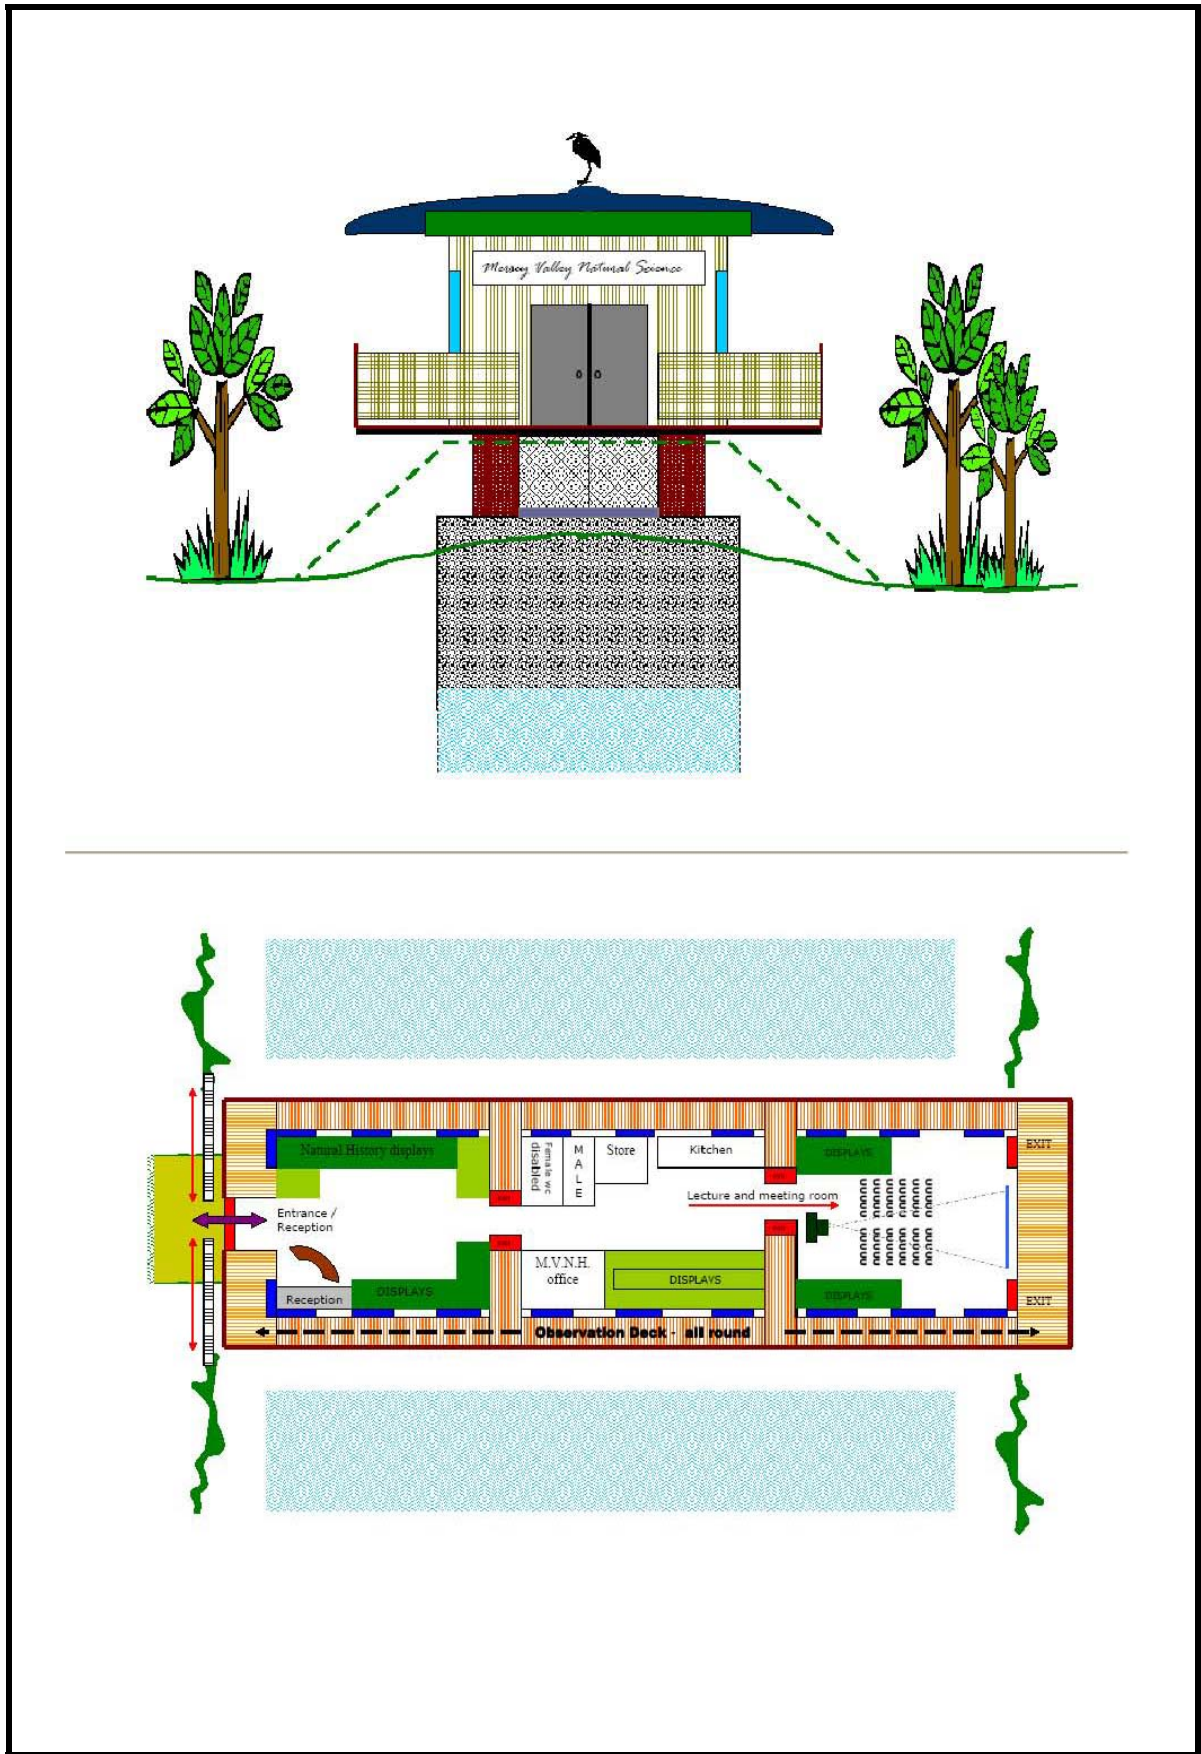 Mersey Valley Natural Science
Natural History displays
Female wc
disabled
MALE
Store
Kitchen
DISPLAYS
EXIT
Lecture and meeting room
Entrance /
Reception
Reception
DISPLAYS
M.V.N.H.
office
DISPLAYS
DISPLAYS
EXIT
Observation Deck - all round